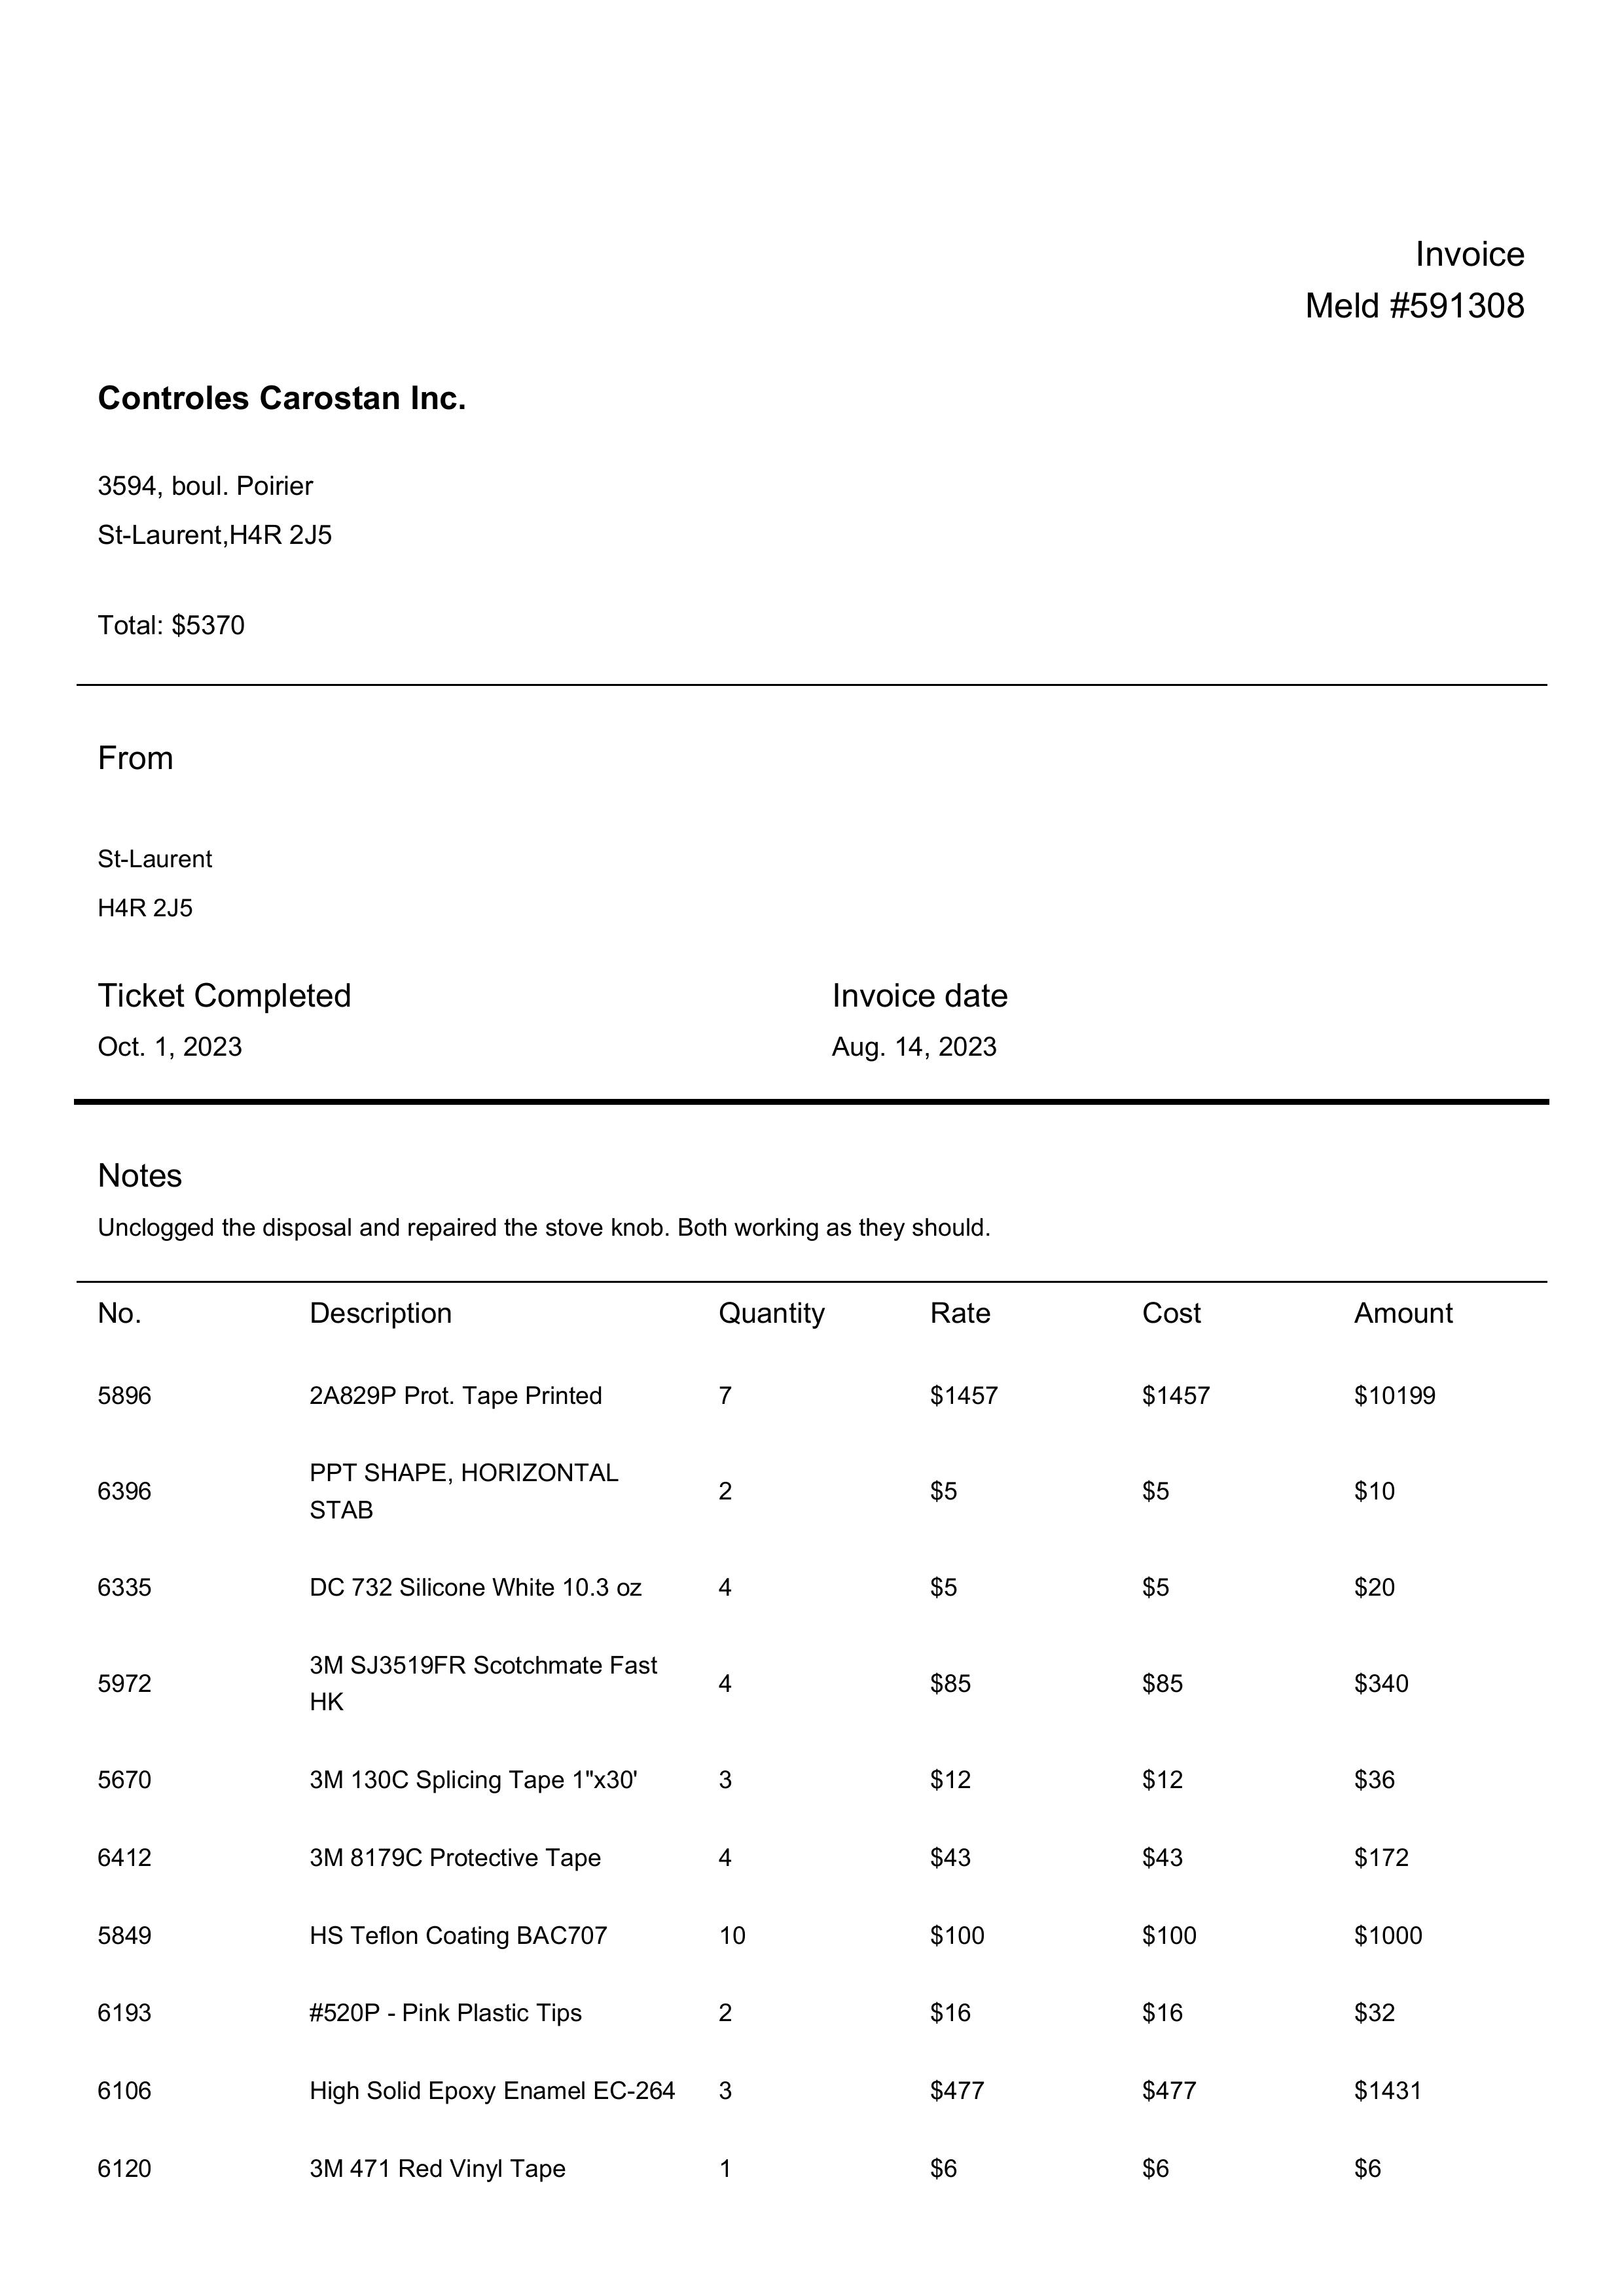 Invoice
Meld #591308
Controles Carostan Inc.
3594, boul. Poirier
St-Laurent,H4R 2J5
Total: $5370
From
St-Laurent
H4R 2J5
Ticket Completed Invoice date
Oct. 1, 2023 Aug. 14, 2023
Notes
Unclogged the disposal and repaired the stove knob. Both working as they should.
No. Description Quantity Rate Cost Amount
5896 2A829P Prot. Tape Printed 7 $1457 $1457 $10199
PPT SHAPE, HORIZONTAL
6396 2 $5 $5 $10
STAB
6335 DC 732 Silicone White 10.3 oz 4 $5 $5 $20
3M SJ3519FR Scotchmate Fast
5972 4 $85 $85 $340
HK
5670 3M 130C Splicing Tape 1"x30' 3 $12 $12 $36
6412 3M 8179C Protective Tape 4 $43 $43 $172
5849 HS Teflon Coating BAC707 10 $100 $100 $1000
6193 #520P - Pink Plastic Tips 2 $16 $16 $32
6106 High Solid Epoxy Enamel EC-264 3 $477 $477 $1431
6120 3M 471 Red Vinyl Tape 1 $6 $6 $6